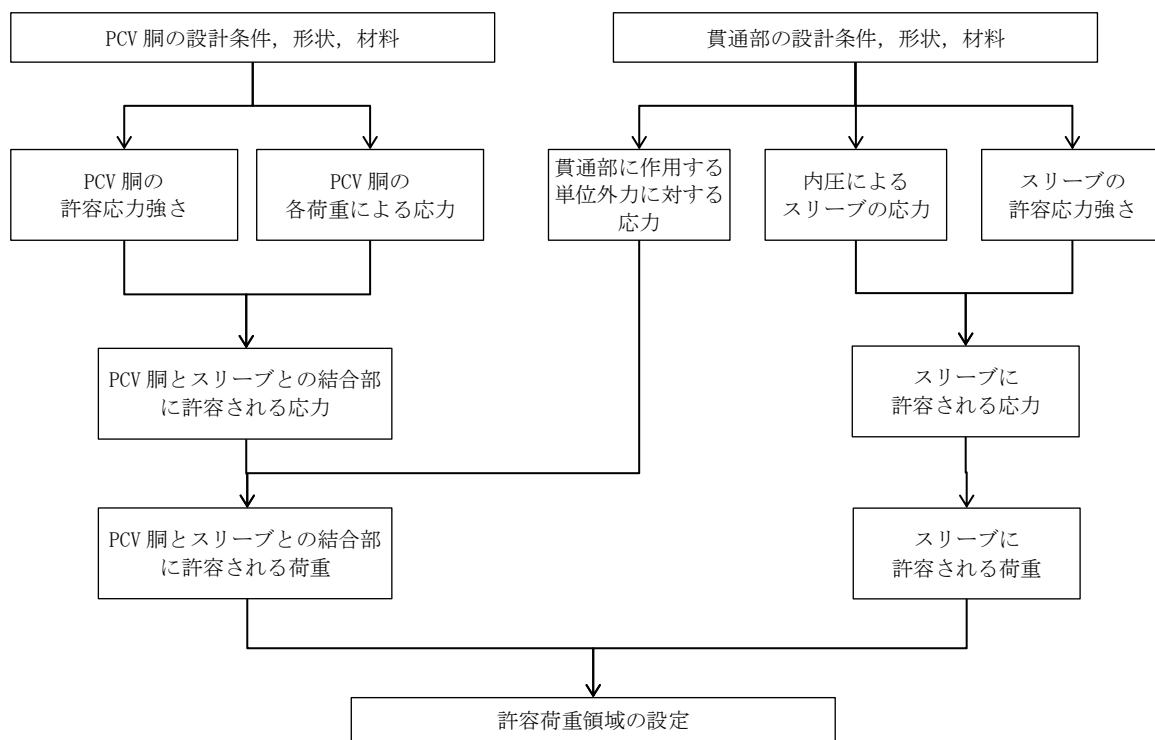 PCV 胴の設計条件，形状，材料
貫通部の設計条件，形状，材料
PCV 胴の
許容応力強さ
PCV 胴の
各荷重による応力
貫通部に作用する
単位外力に対する
応力
内圧による
スリーブの応力
スリーブの
許容応力強さ
PCV 胴とスリーブとの結合部
に許容される応力
スリーブに
許容される応力
PCV 胴とスリーブとの結合部
に許容される荷重
スリーブに
許容される荷重
許容荷重領域の設定